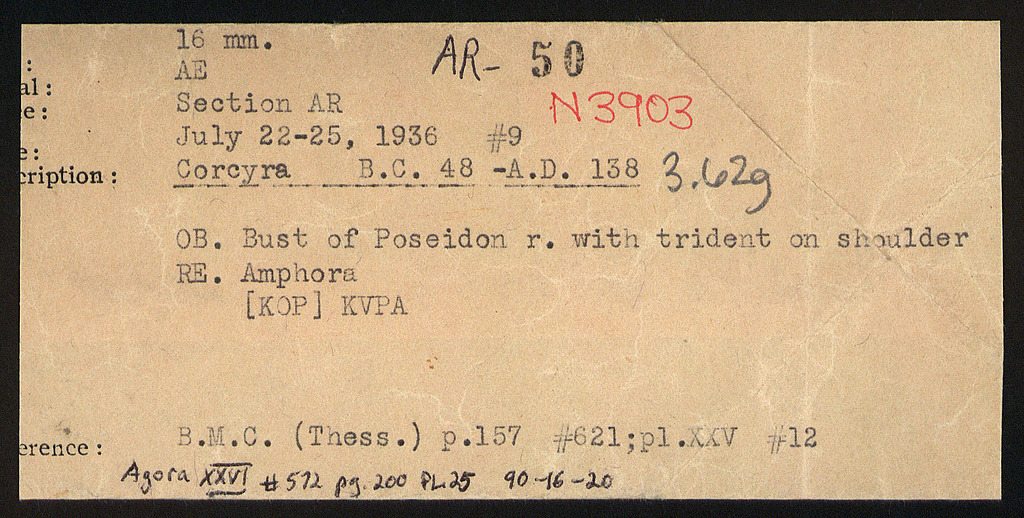 16 mm.
AR- 50
: AE
al:
e: Section AR
N3903
e: July 22-25, 1936 #9
cription: Corcyra B.C. 48 -A.D. 138 3.62g
OB. Bust of Poseidon r. with trident on shoulder
RE. Amphora
[KOP] KVPA
erence: B.M.C. (Thess.) p.157 #621;pl.XXV #12
Agora XXVI #572 pg. 200 PL.25 90-16-20